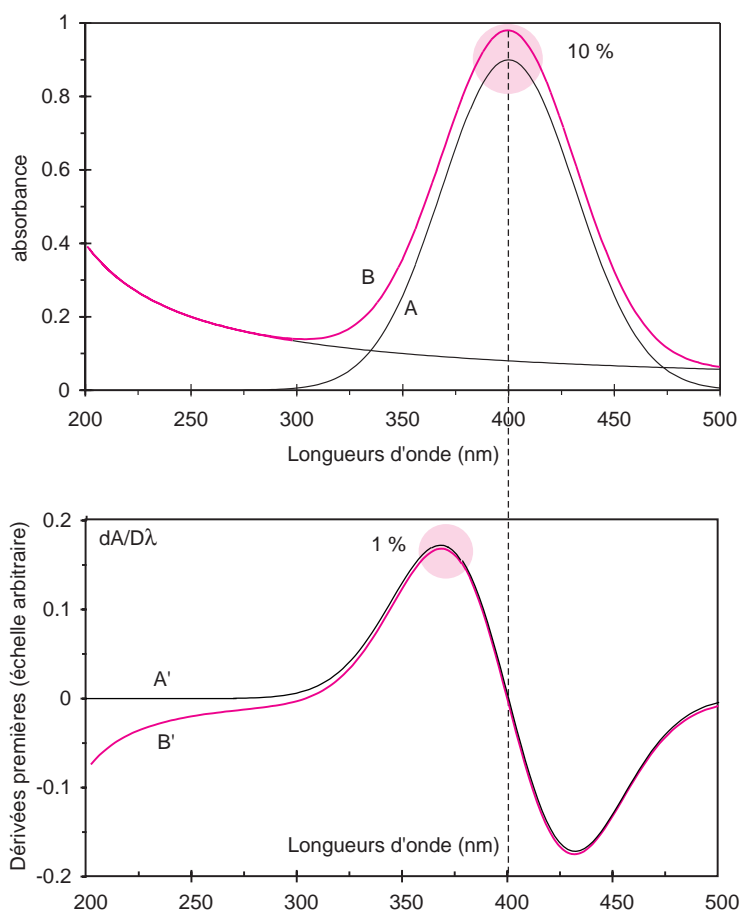 1
10 %
0.8
0.6
absorbance
0.4
B
A
0.2
0
200 250 300 350 400 450 500
Longueurs d'onde (nm)
0.2
dA/Dλ
1 %
0.1
A'
0
B'
Dérivées premières (échelle arbitraire)
-0.1
Longueurs d'onde (nm)
-0.2
200 250 300 350 400 450 500